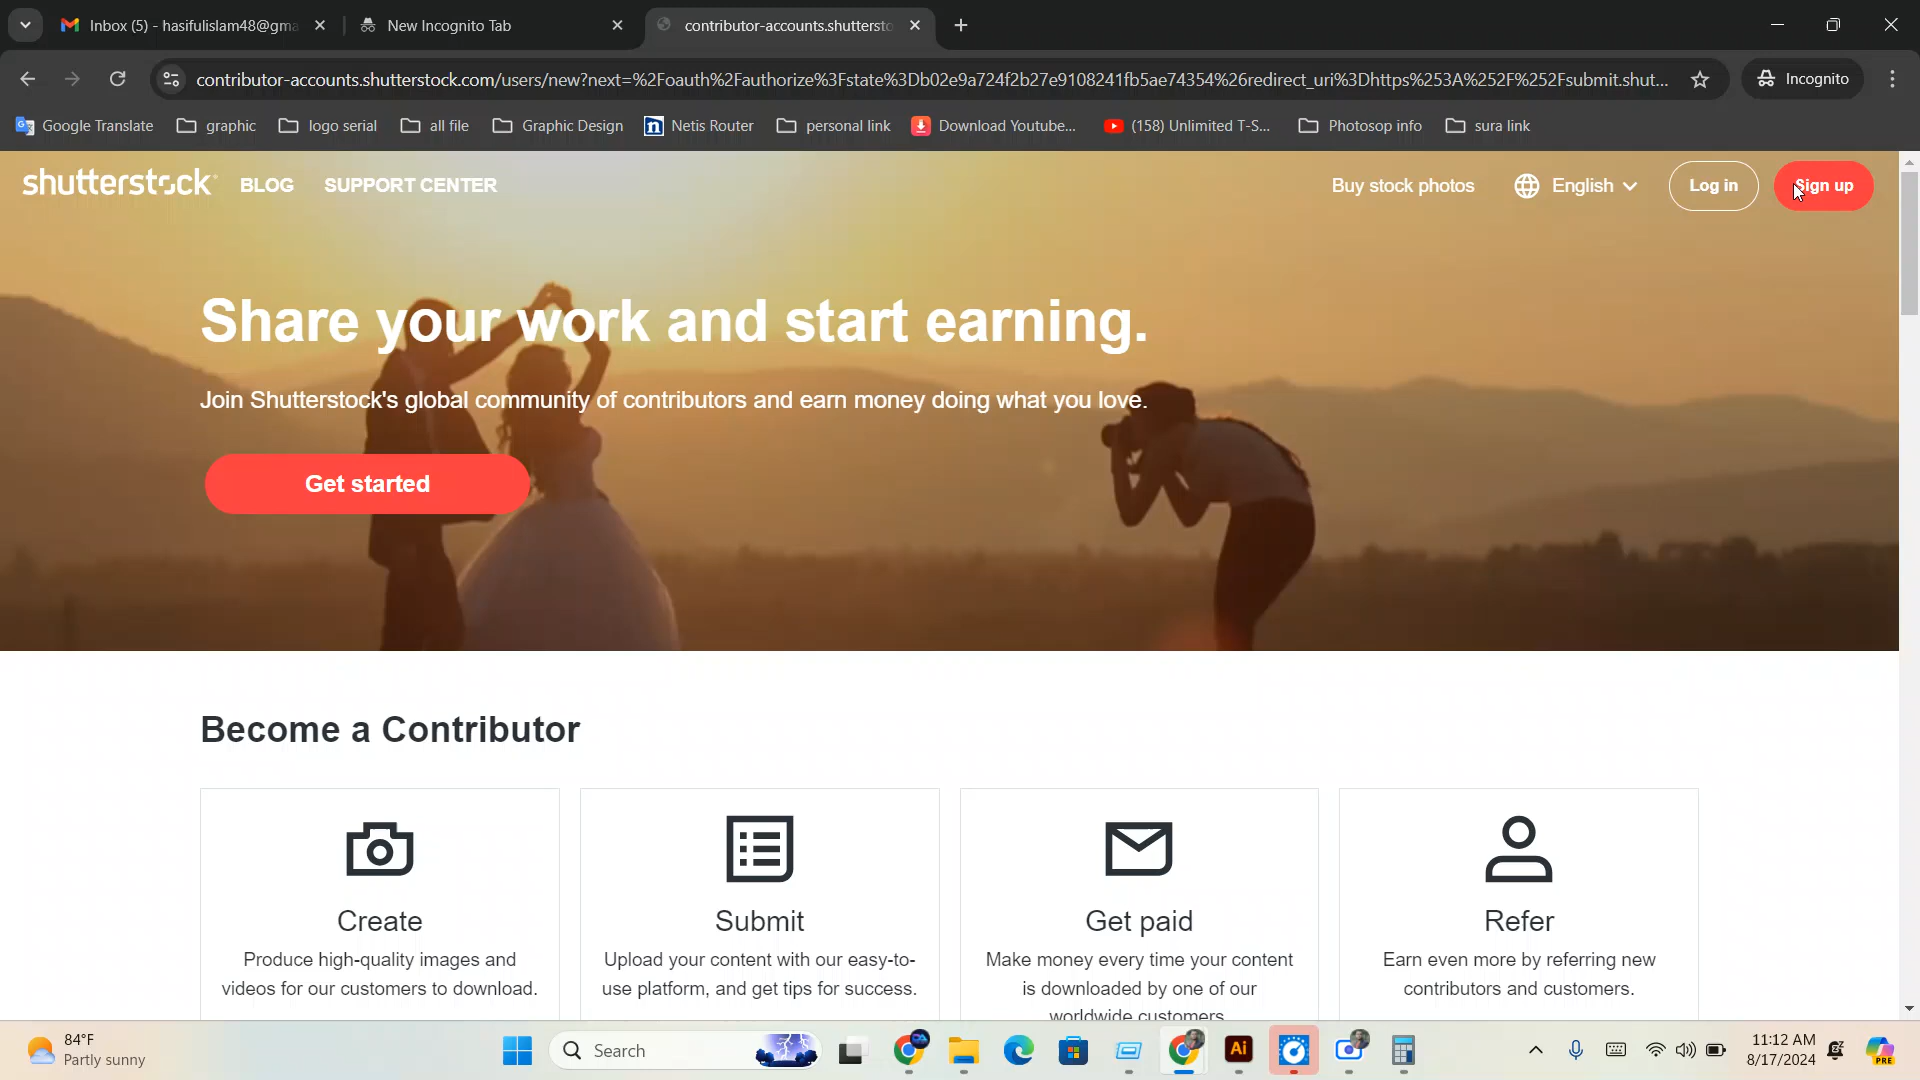 Inbox (5) - hasifulislam48@gma
New Incognito Tab
contributor-accounts.shuttersto
contributor-accounts.shutterstock.com/users/new?next=%2Foauth%2Fauthorize%3Fstate%3Db02e9a724f2b27e9108241fb5ae74354%26redirect_uri%3Dhttps%253A%252F%252Fsubmit.shut...
Incognito
Google Translate
graphic
logo serial
all file
Graphic Design
Netis Router
personal link
Download Youtube...
(158) Unlimited T-S...
Photosop info
sura link
shutterstock
BLOG
SUPPORT CENTER
Buy stock photos
English
Log in
Sign up
Share your work and start earning.
Join Shutterstock's global community of contributors and earn money doing what you love.
Get started
Become a Contributor
Create
Produce high-quality images and
videos for our customers to download.
Submit
Upload your content with our easy-to-
use platform, and get tips for success.
Get paid
Make money every time your content
is downloaded by one of our
worldwide customers
Refer
Earn even more by referring new
contributors and customers.
84°F
Partly sunny
Search
Ai
11:12 AM
8/17/2024
PRE